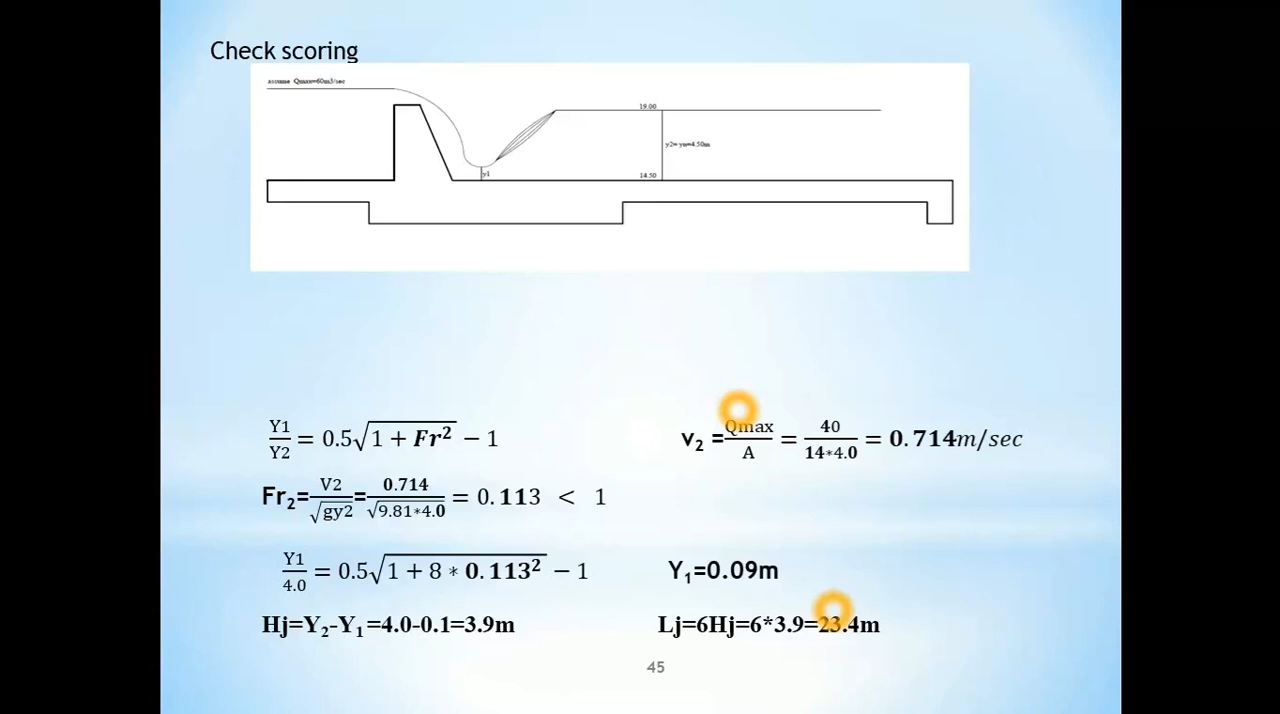 Check scoring
assume Qmax=60m3/sec
19.00
y2= yn=4.50m
y1
14.50
Y1/Y2 = 0.5√(1 + Fr²) − 1
v₂ = Qmax/A = 40/(14*4.0) = 0.714m/sec
Fr₂=V2/√gy2=0.714/√(9.81*4.0) = 0.113 < 1
Y1/4.0 = 0.5√(1 + 8 * 0.113²) − 1
Y₁=0.09m
Hj=Y₂-Y₁ =4.0-0.1=3.9m
Lj=6Hj=6*3.9=23.4m
45